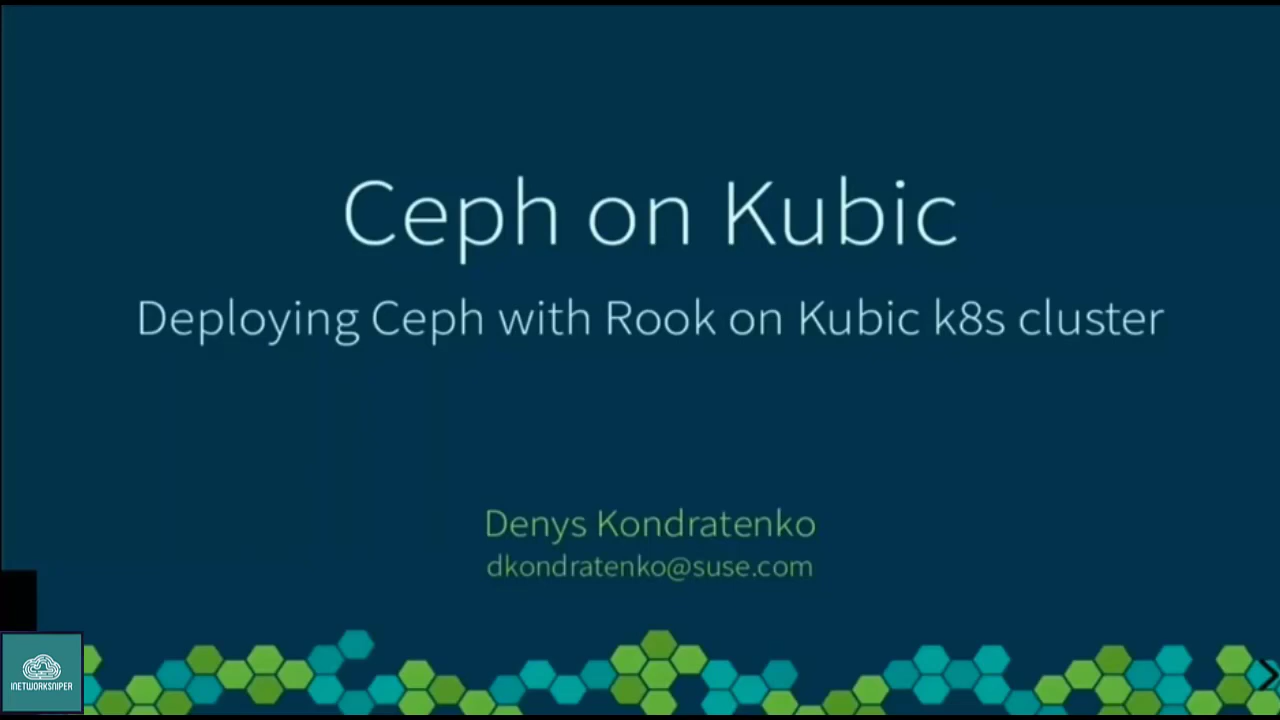 Ceph on Kubic
Deploying Ceph with Rook on Kubic k8s cluster
Denys Kondratenko
dkondratenko@suse.com
INETWORKSNIPER